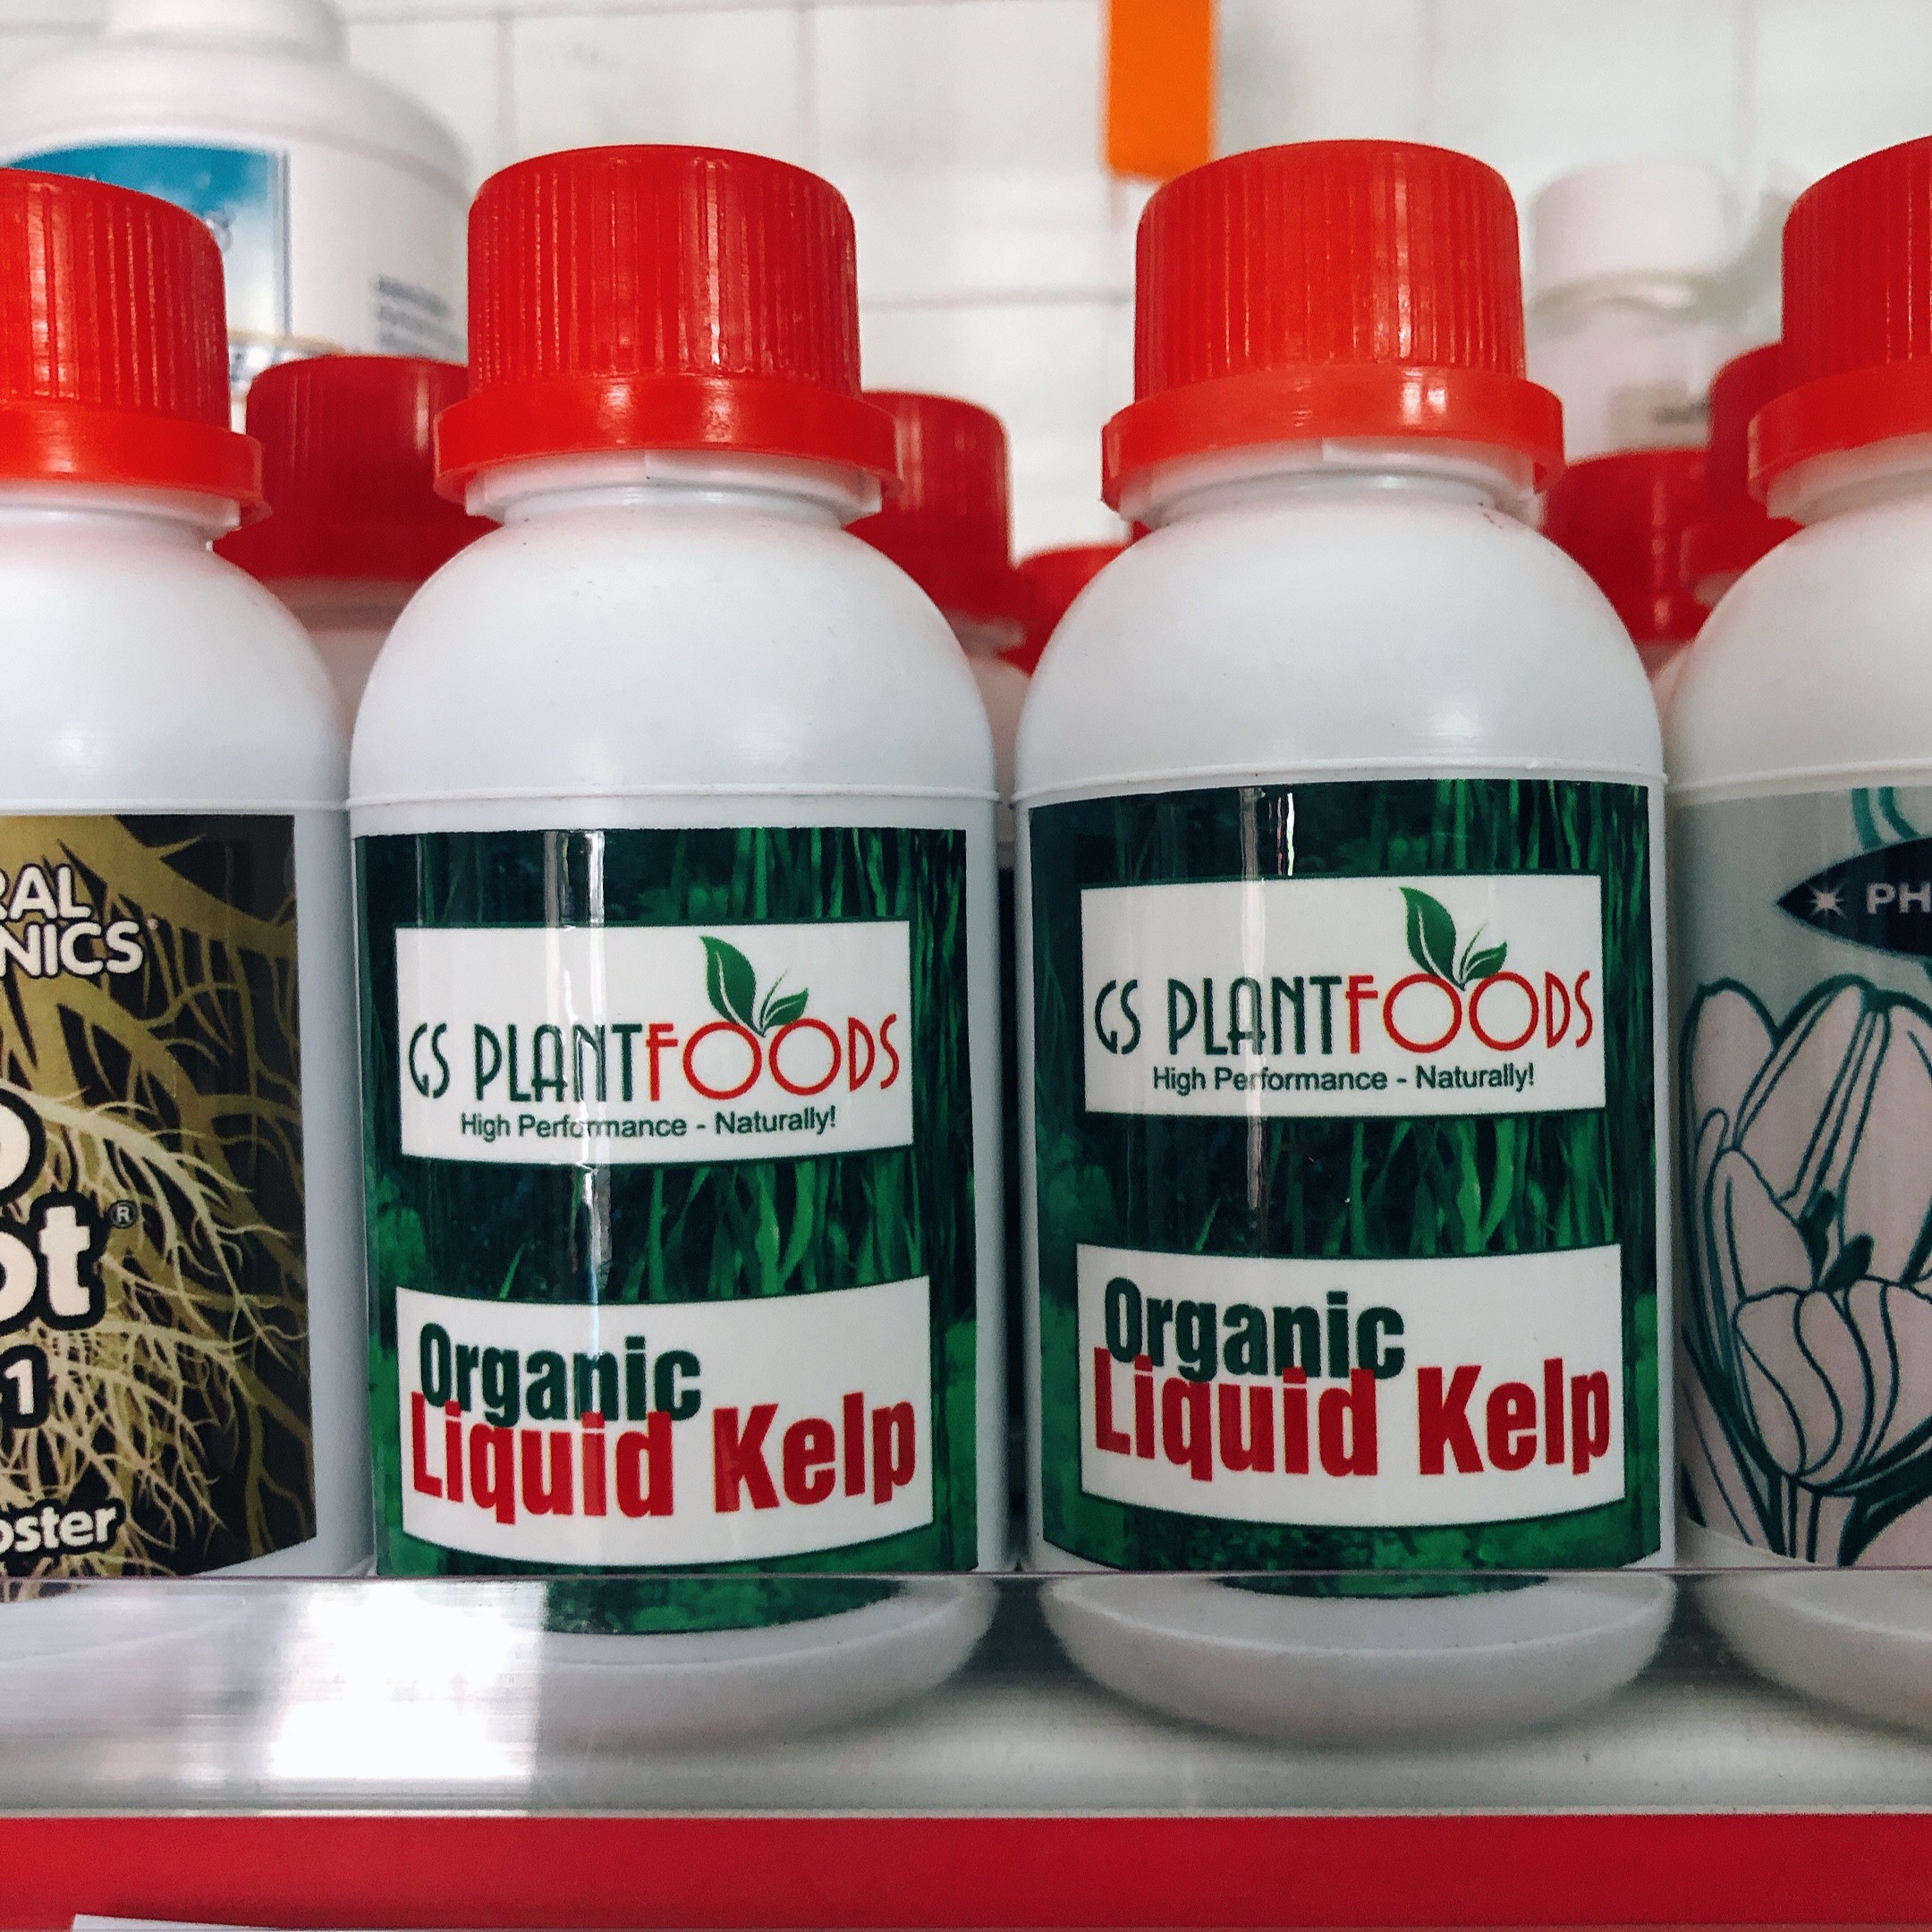 RAL
NICS
ot®
1
oster
GS PLANTFOODS
High Performance - Naturally!
Organic
Liquid Kelp
GS PLANTFOODS
High Performance - Naturally!
Organic
Liquid Kelp
PH